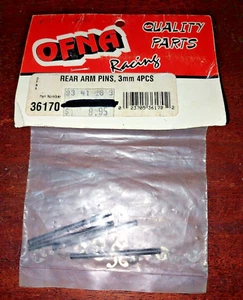 OFNA
QUALITY
PARTS
Racing
REAR ARM PINS, 3mm 4PCS
Part Number
36170